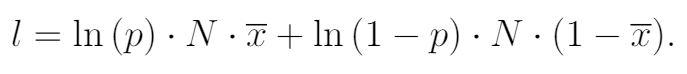 l = ln (p) · N · x̅ + ln (1 − p) · N · (1 − x̅).